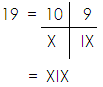 19 = 10 9
X IX
= XIX